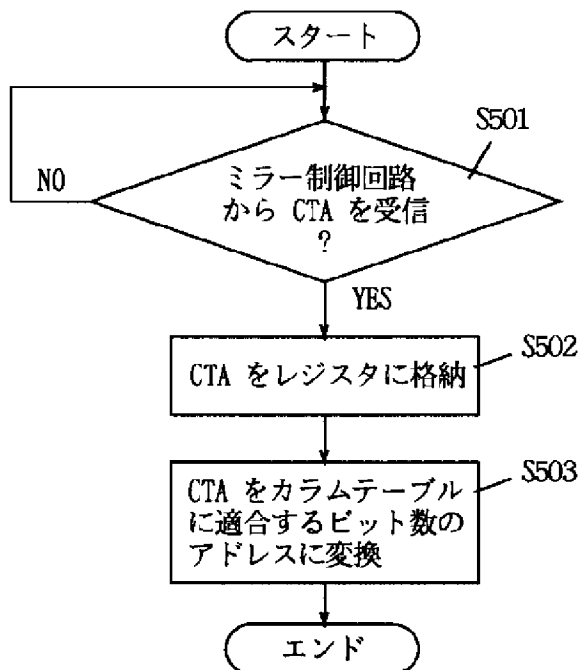 スタート
S501
NO
ミラー制御回路
から CTA を受信
?
YES
S502
CTA をレジスタに格納
S503
CTA をカラムテーブル
に適合するビット数の
アドレスに変換
エンド